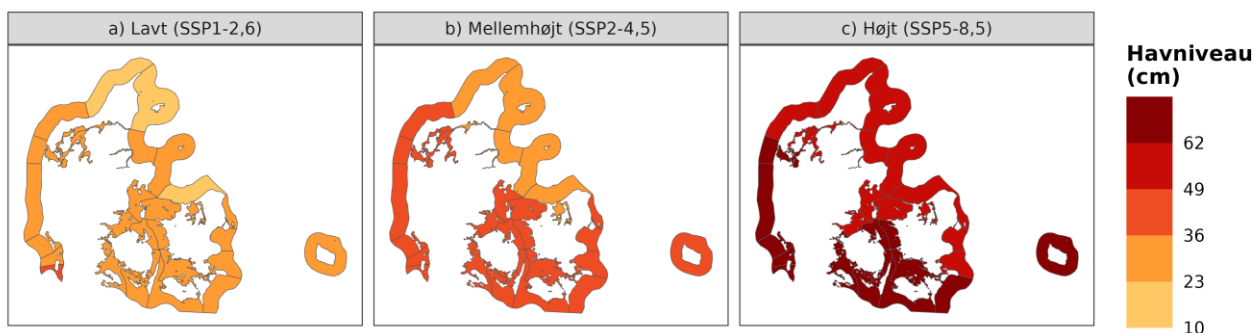 a) Lavt (SSP1-2,6)
b) Mellemhøjt (SSP2-4,5)
c) Højt (SSP5-8,5)
Havniveau
(cm)
62
49
36
23
10